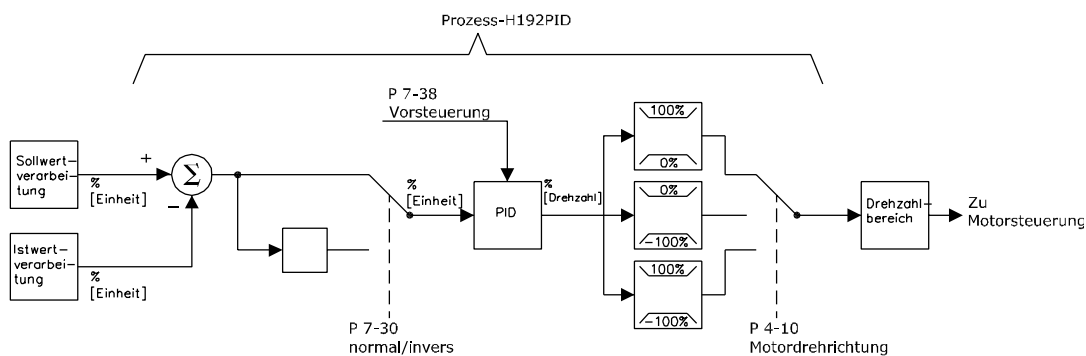 Prozess-H192PID
P 7-38
Vorsteuerung
100%
0%
Sollwert-
verarbei-
tung
+
%
[Einheit]
Σ
−
%
[Einheit]
PID
%
[Drehzahl]
0%
-100%
Drehzahl-
bereich
Zu
Motorsteuerung
Istwert-
verarbei-
tung
%
[Einheit]
100%
-100%
P 7-30
normal/invers
P 4-10
Motordrehrichtung